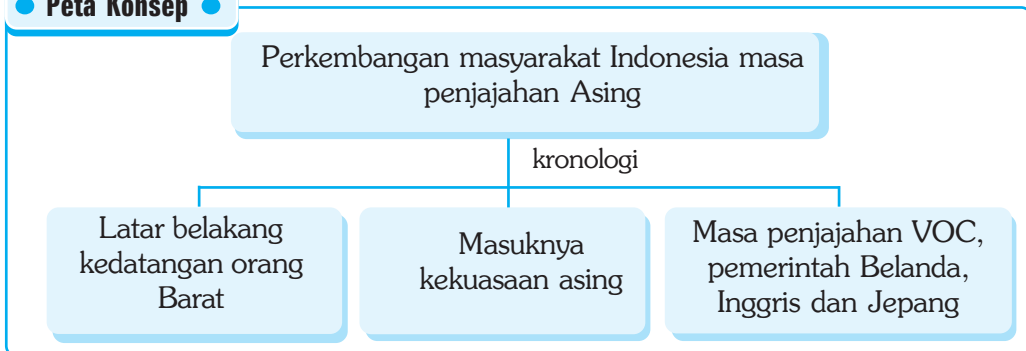 Peta Konsep
Perkembangan masyarakat Indonesia masa
penjajahan Asing
kronologi
Latar belakang
kedatangan orang
Barat
Masuknya
kekuasaan asing
Masa penjajahan VOC,
pemerintah Belanda,
Inggris dan Jepang